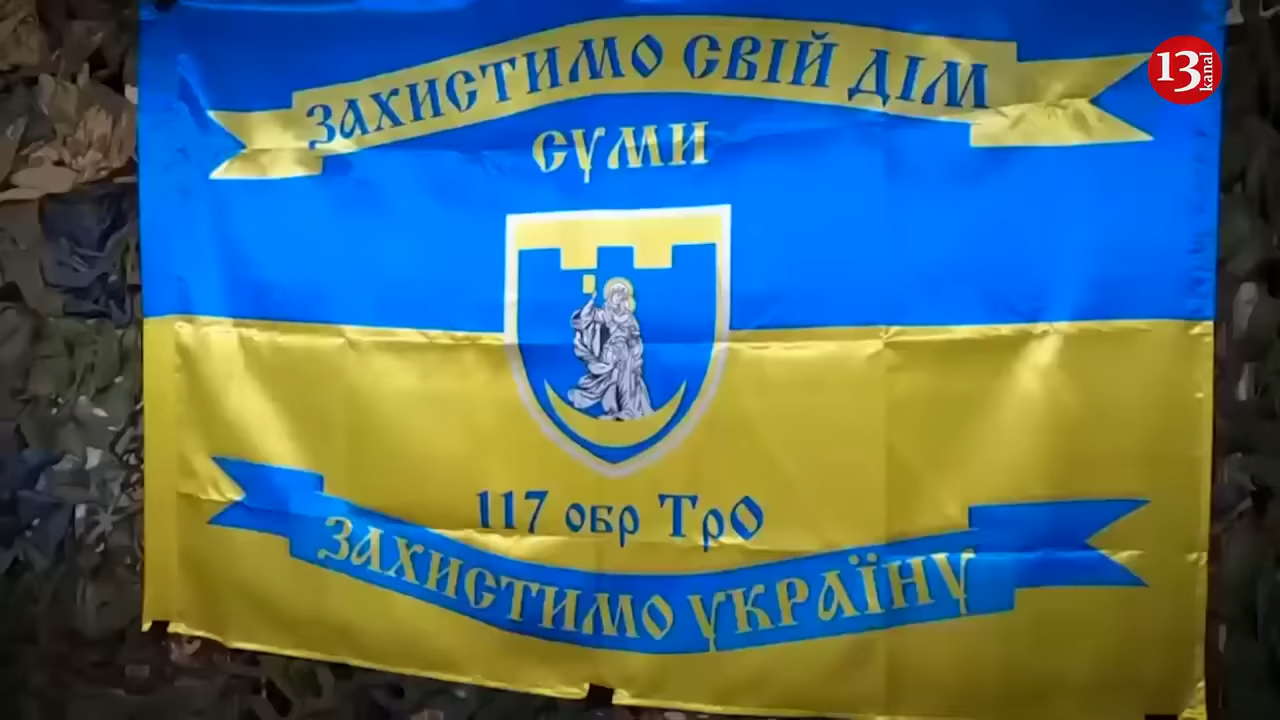 ЗАХИСТИМО СВІЙ ДІМ
СУМИ
13 kanal
117 обр ТрО
ЗАХИСТИМО УКРАЇНУ